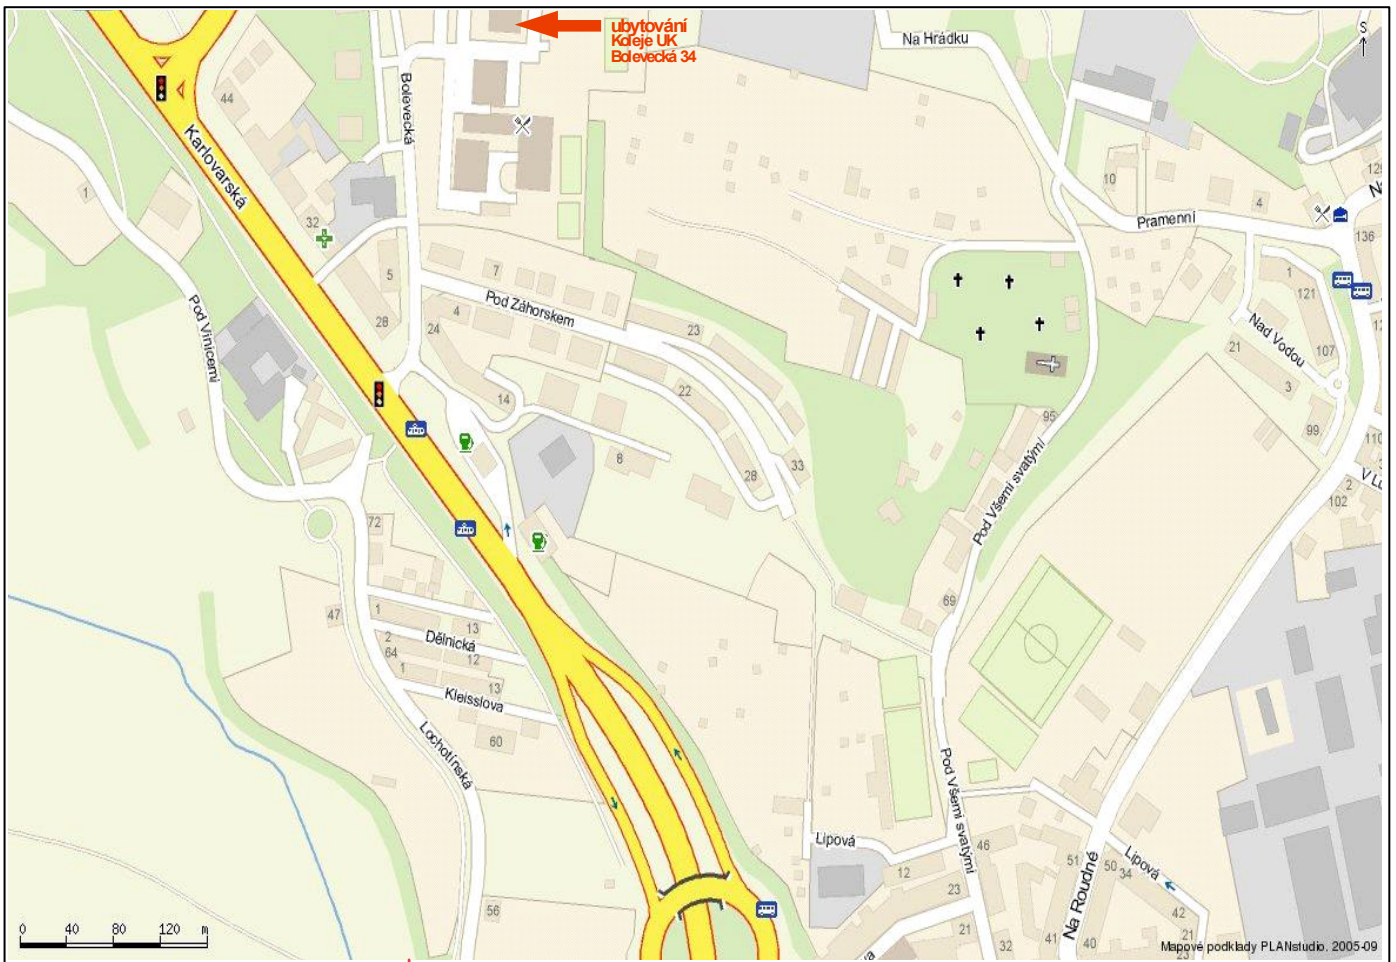 ubytování
Koleje UK
Bolevecká 34
Na Hrádku
S
Bolevecká
44
Karlovarská
1
10
4
Pramenní
136
32
5
7
Pod Záhorskem
1
121
Pod Vinicemi
28
24
4
23
Nad Vodou
107
21
3
22
14
95
99
110
8
28
33
Pod Všemi svatými
2
102
72
69
47
1
13
Dělnická
2
64
12
1
13
Kleisslova
60
Lochotínská
Pod Všemi svatými
Lipová
46
12
51
50
34
Lipová
23
Na Roudné
56
21
42
32
41
40
21
23
0 40 80 120 m
Mapové podklady PLANstudio, 2005-09